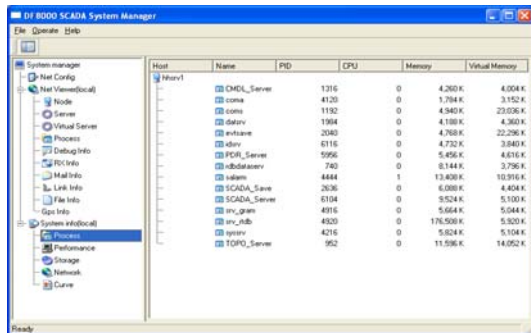 DF 8000 SCADA System Manager
File Operate Help
System manager
Net Config
Net Viewer(local)
Node
Server
Virtual Server
Process
Debug Info
RX Info
Mail Info
Link Info
File Info
Gps Info
System info(local)
Process
Performance
Storage
Network
Curve
Host Name PID CPU Memory Virtual Memory
hhsrv1
CMDL_Server 1316 0 4,260 K 4,004 K
coma 4120 0 1,784 K 3,152 K
coms 1192 0 4,940 K 23,036 K
datsrv 1984 0 4,188 K 4,360 K
evtsave 2040 0 4,768 K 22,296 K
idsrv 6116 0 4,732 K 3,840 K
PDR_Server 5956 0 5,456 K 4,616 K
rdbdataserv 740 0 8,144 K 3,796 K
salarm 4444 1 13,408 K 10,916 K
SCADA_Save 2636 0 6,088 K 4,404 K
SCADA_Server 6104 0 9,524 K 5,100 K
srv_gram 4916 0 5,664 K 5,044 K
srv_rtdb 4920 0 176,508 K 5,920 K
syssrv 4216 0 5,824 K 5,104 K
TOPO_Server 952 0 11,596 K 14,052 K
Ready